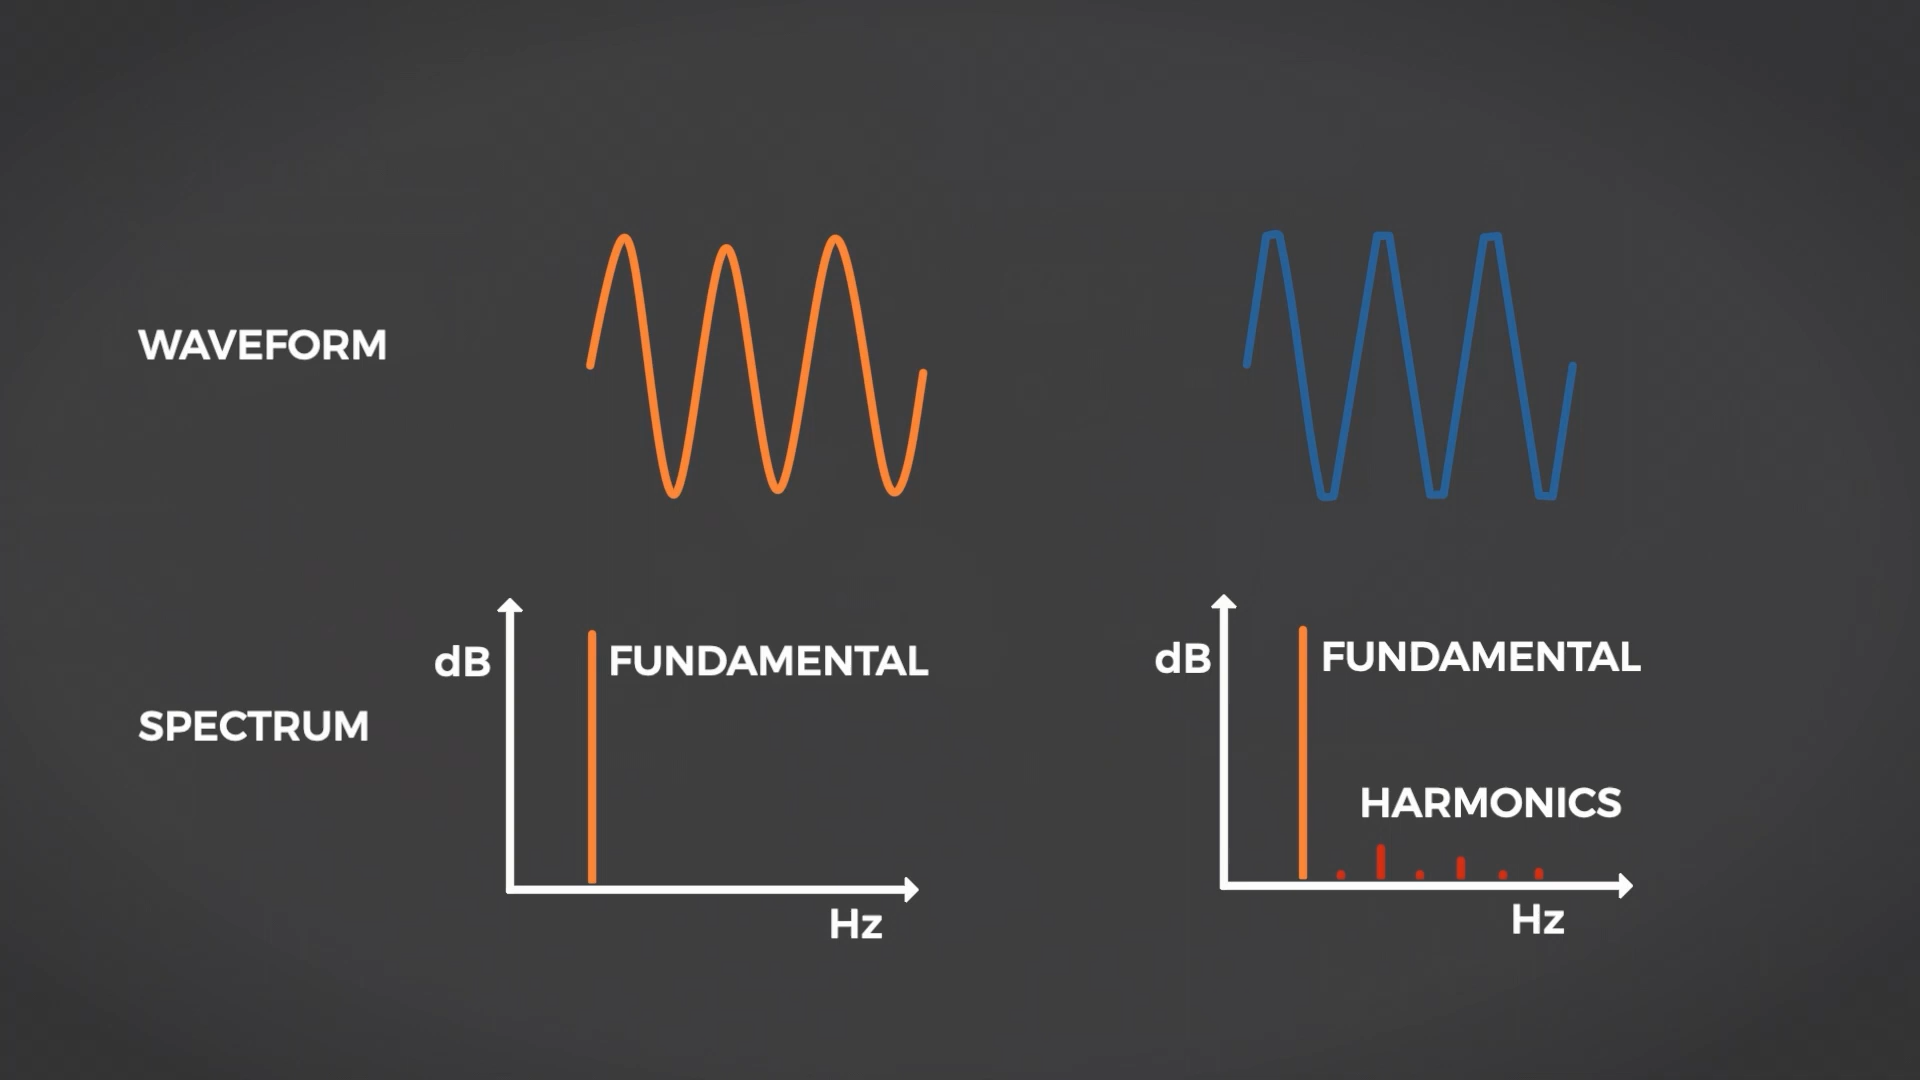 WAVEFORM
SPECTRUM
dB
FUNDAMENTAL
Hz
dB
FUNDAMENTAL
HARMONICS
Hz